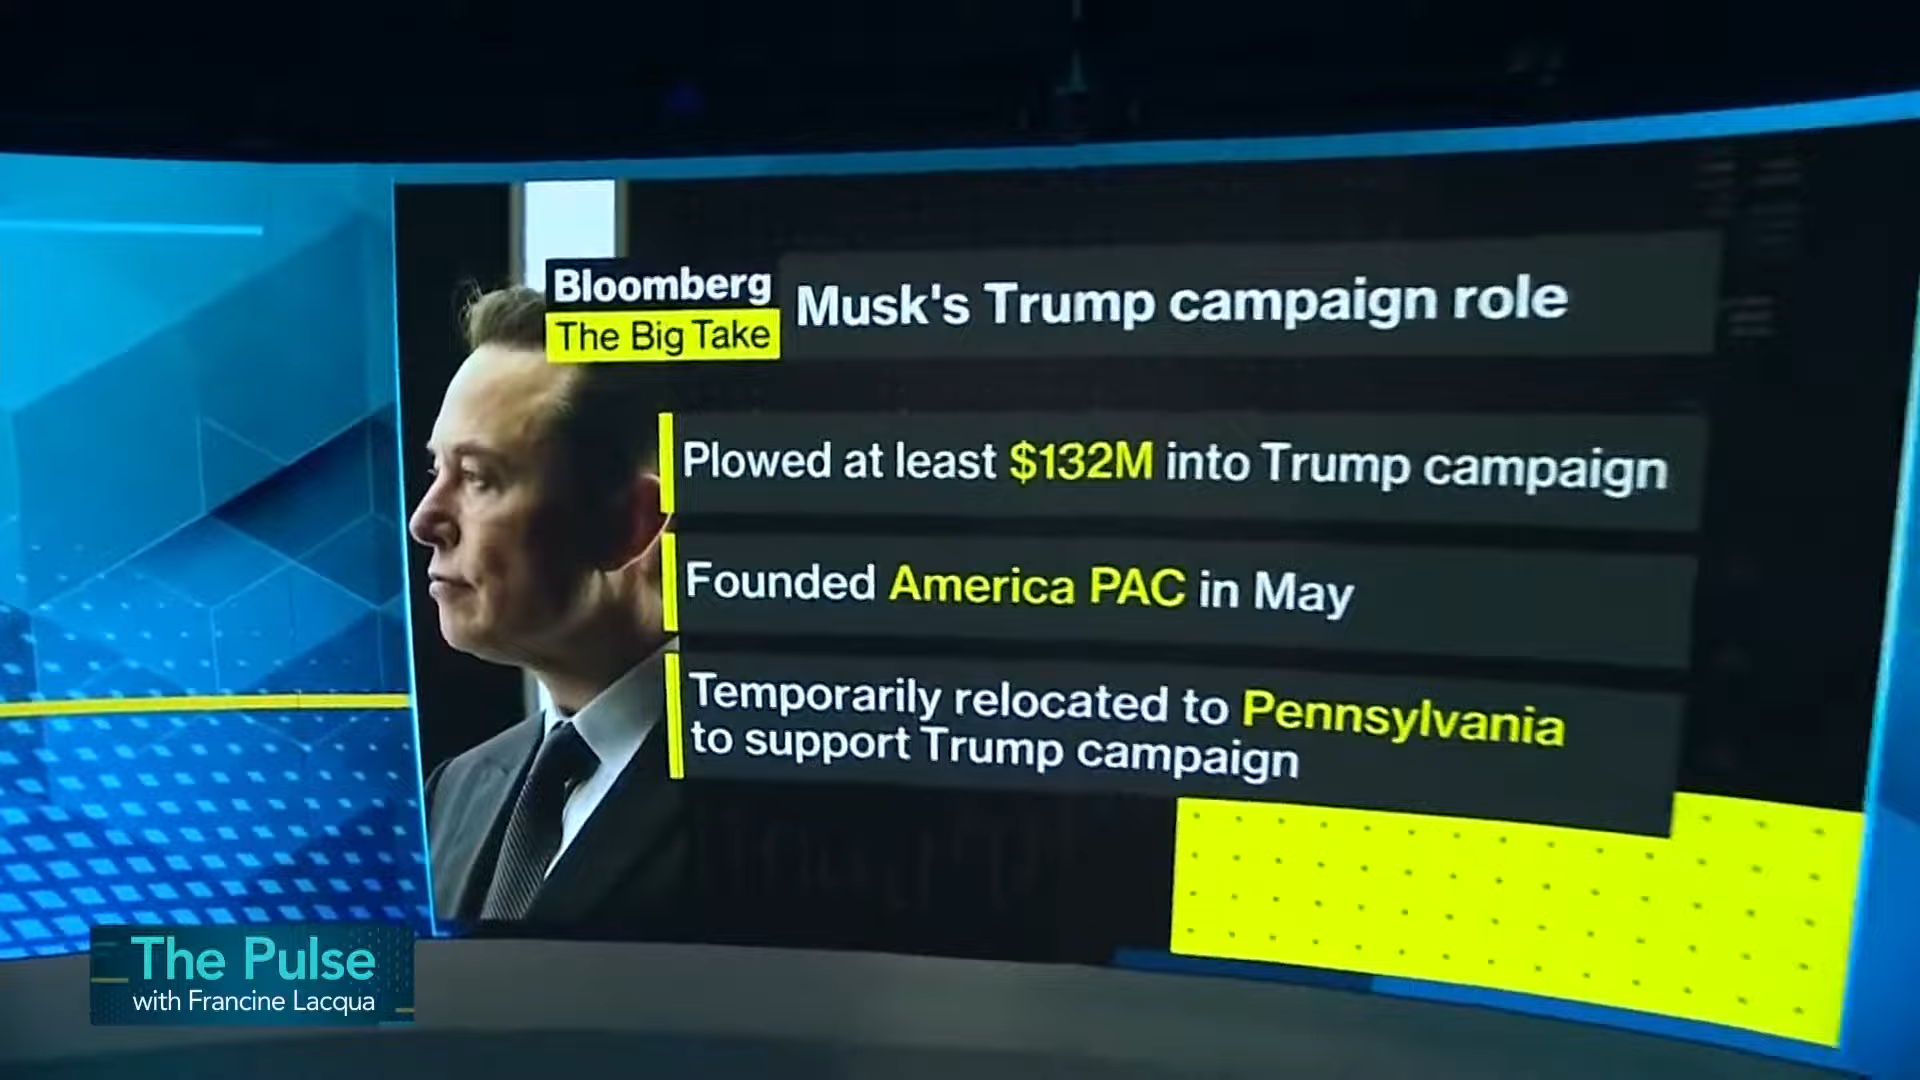 Bloomberg
The Big Take
Musk's Trump campaign role
Plowed at least $132M into Trump campaign
Founded America PAC in May
Temporarily relocated to Pennsylvania
to support Trump campaign
The Pulse
with Francine Lacqua